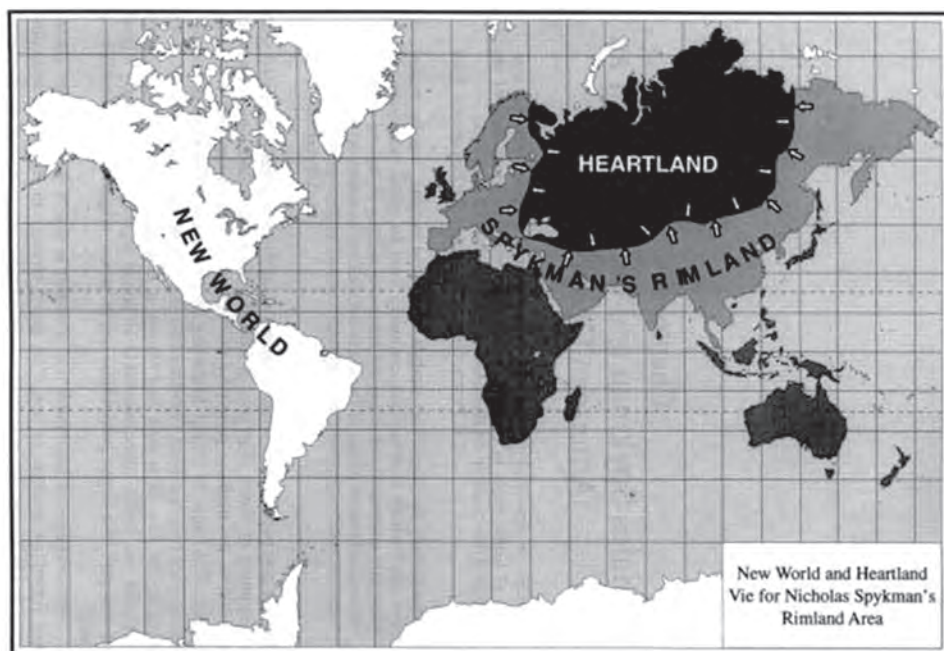 HEARTLAND
NEW WORLD
SPYKMAN'S RIMLAND
New World and Heartland
Vie for Nicholas Spykman's
Rimland Area